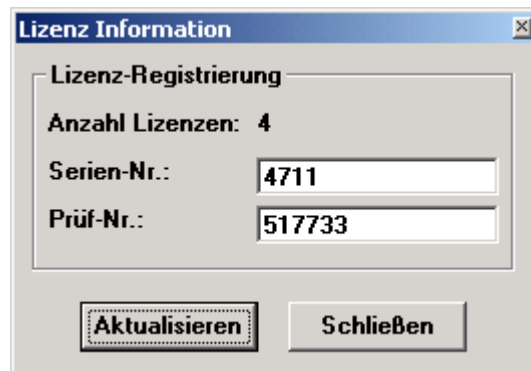 Lizenz Information
Lizenz-Registrierung
Anzahl Lizenzen: 4
Serien-Nr.: 4711
Prüf-Nr.: 517733
Aktualisieren Schließen